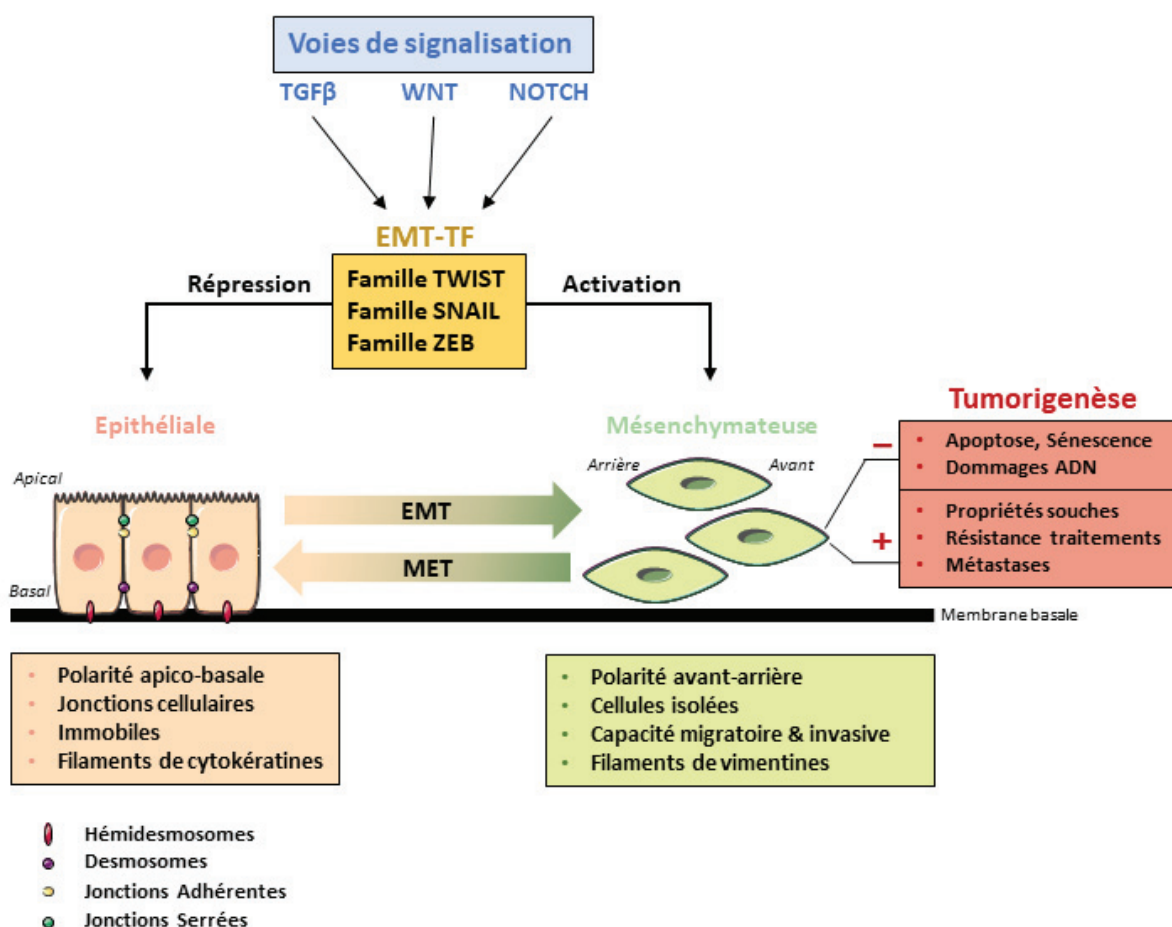 Voies de signalisation
TGFβ WNT NOTCH
EMT-TF
Répression
Famille TWIST
Famille SNAIL
Famille ZEB
Activation
Epithéliale
Mésenchymateuse
Tumorigenèse
Apical
Basal
EMT
MET
Arrière
Avant
−
• Apoptose, Sénescence
• Dommages ADN
+
• Propriétés souches
• Résistance traitements
• Métastases
Membrane basale
• Polarité apico-basale
• Jonctions cellulaires
• Immobiles
• Filaments de cytokératines
• Polarité avant-arrière
• Cellules isolées
• Capacité migratoire & invasive
• Filaments de vimentines
Hémidesmosomes
Desmosomes
Jonctions Adhérentes
Jonctions Serrées